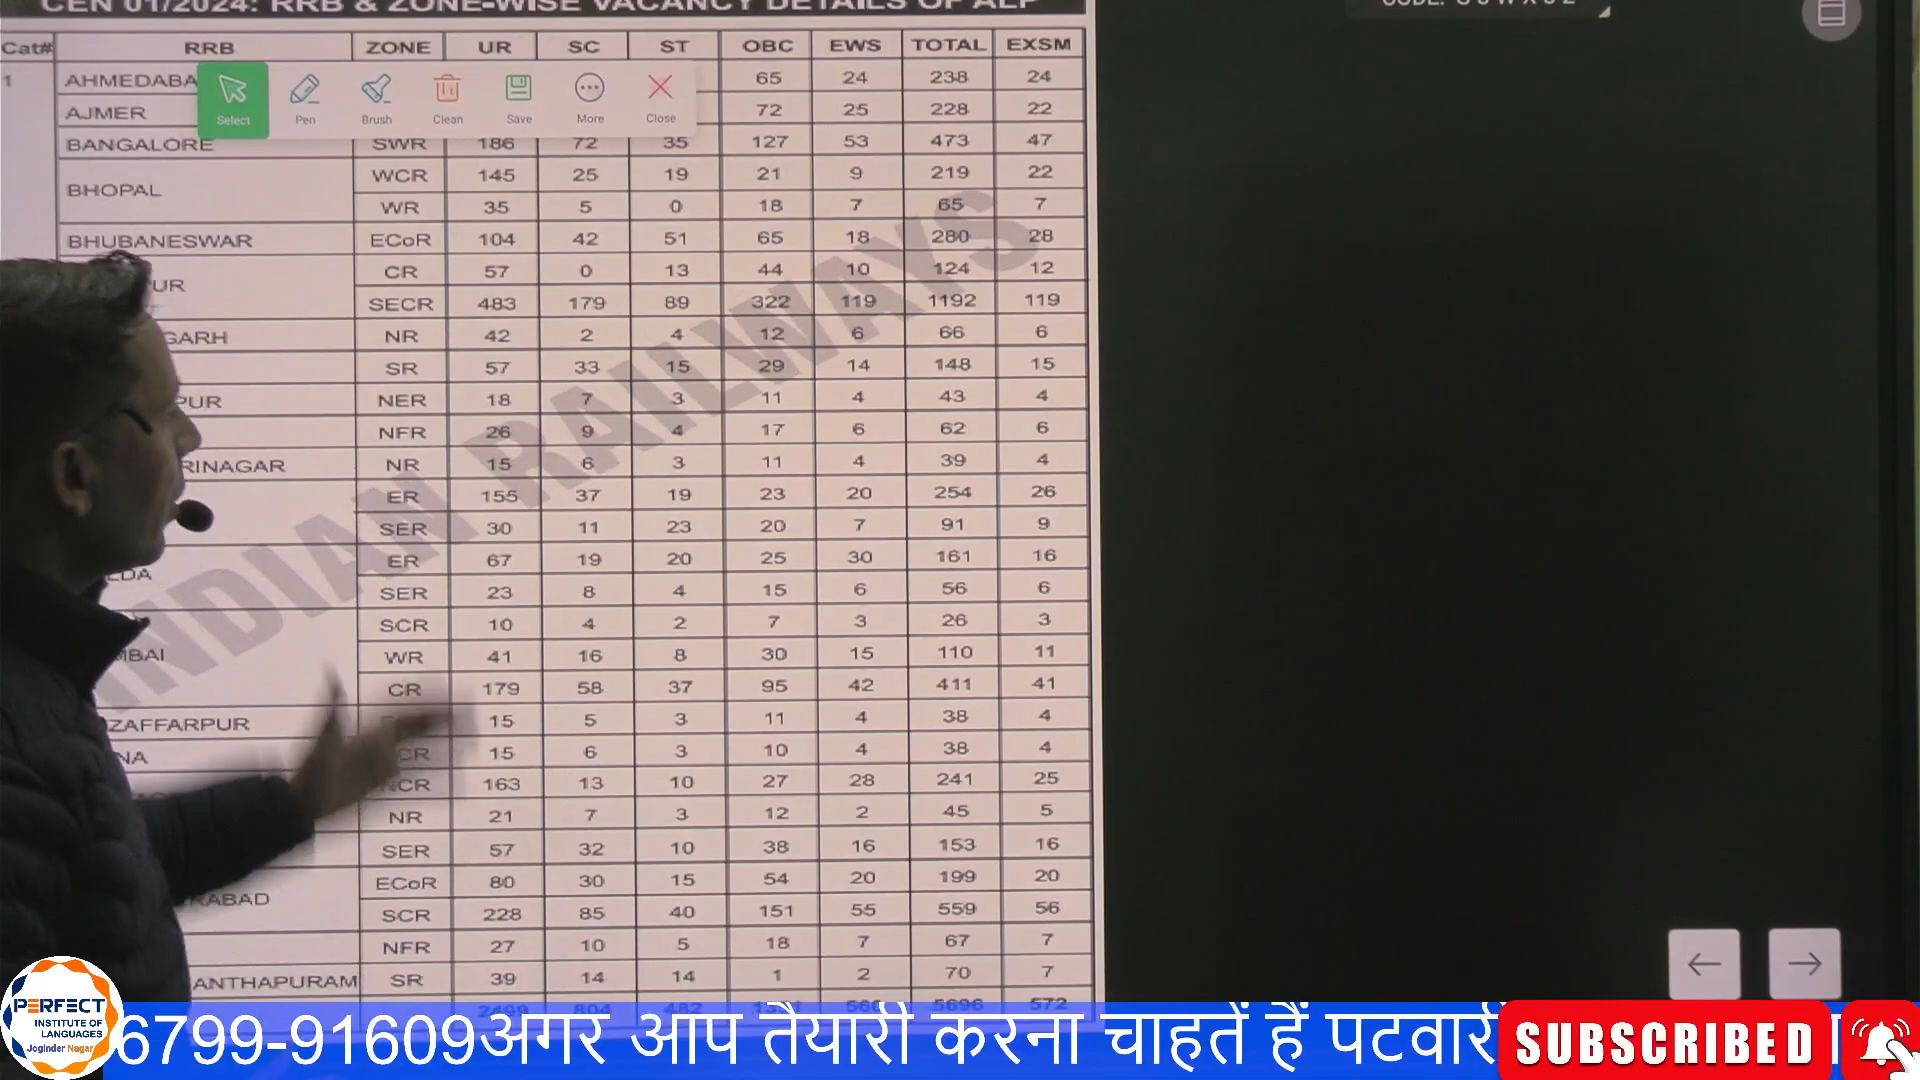 CEN 01/2024: RRB & ZONE-WISE VACANCY DETAILS OF ALP
Cat# RRB ZONE UR SC ST OBC EWS TOTAL EXSM
1 AHMEDABA 65 24 238 24
AJMER 72 25 228 22
BANGALORE SWR 186 72 35 127 53 473 47
BHOPAL WCR 145 25 19 21 9 219 22
WR 35 5 0 18 7 65 7
BHUBANESWAR ECoR 104 42 51 65 18 280 28
PUR CR 57 0 13 44 10 124 12
SECR 483 179 89 322 119 1192 119
GARH NR 42 2 4 12 6 66 6
SR 57 33 15 29 14 148 15
PUR NER 18 7 3 11 4 43 4
NFR 26 9 4 17 6 62 6
RINAGAR NR 15 6 3 11 4 39 4
ER 155 37 19 23 20 254 26
SER 30 11 23 20 7 91 9
LDA ER 67 19 20 25 30 161 16
SER 23 8 4 15 6 56 6
SCR 10 4 2 7 3 26 3
MBAI WR 41 16 8 30 15 110 11
CR 179 58 37 95 42 411 41
ZAFFARPUR 15 5 3 11 4 38 4
NA CR 15 6 3 10 4 38 4
NCR 163 13 10 27 28 241 25
NR 21 7 3 12 2 45 5
SER 57 32 10 38 16 153 16
ECoR 80 30 15 54 20 199 20
RABAD SCR 228 85 40 151 55 559 56
NFR 27 10 5 18 7 67 7
ANTHAPURAM SR 39 14 14 1 2 70 7
2499 804 482 560 5696 572
INDIAN RAILWAYS
Select Pen Brush Clean Save More Close
PERFECT
INSTITUTE OF
LANGUAGES
Joginder Nagar
6799-91609अगर आप तैयारी करना चाहतें हैं पटवारी
SUBSCRIBED